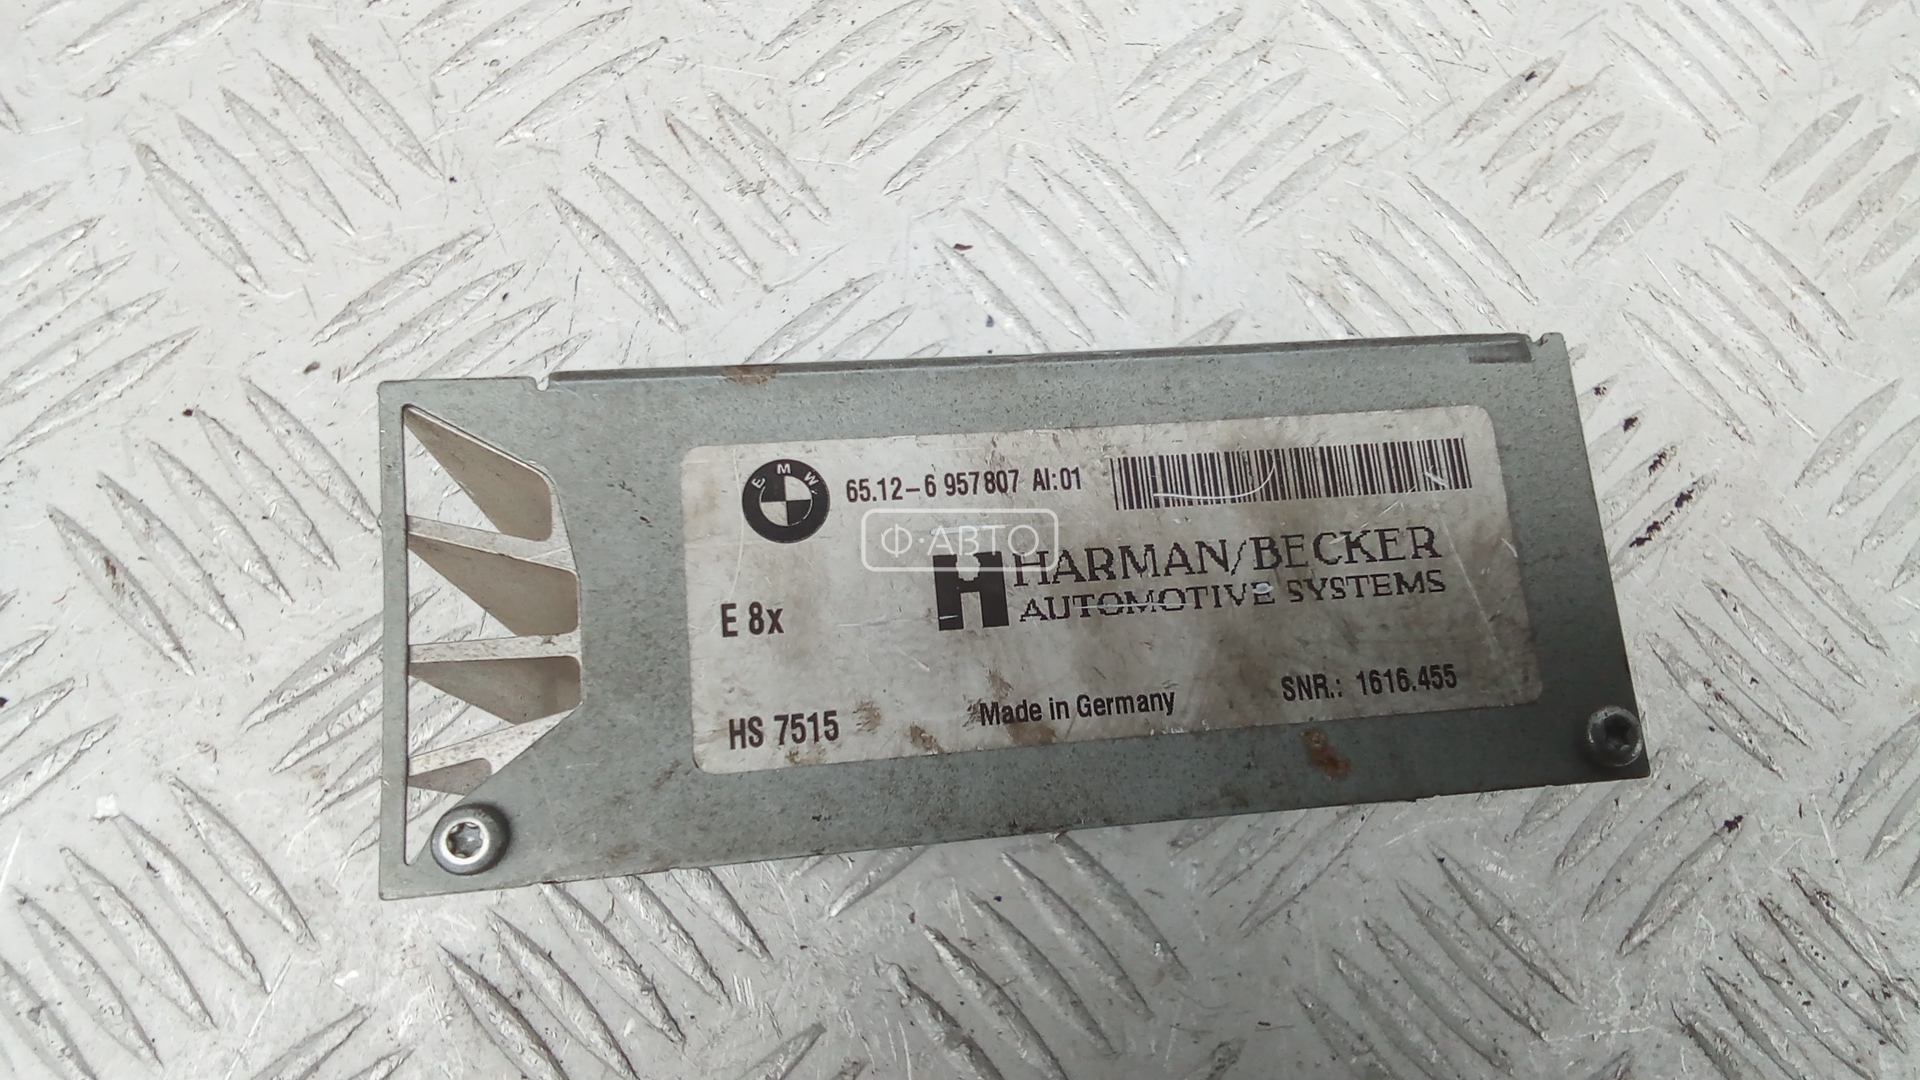 BMW
65.12-6 957807 AI:01
Ф·АВТО
HARMAN/BECKER
AUTOMOTIVE SYSTEMS
E 8x
HS 7515
Made in Germany
SNR.: 1616.455